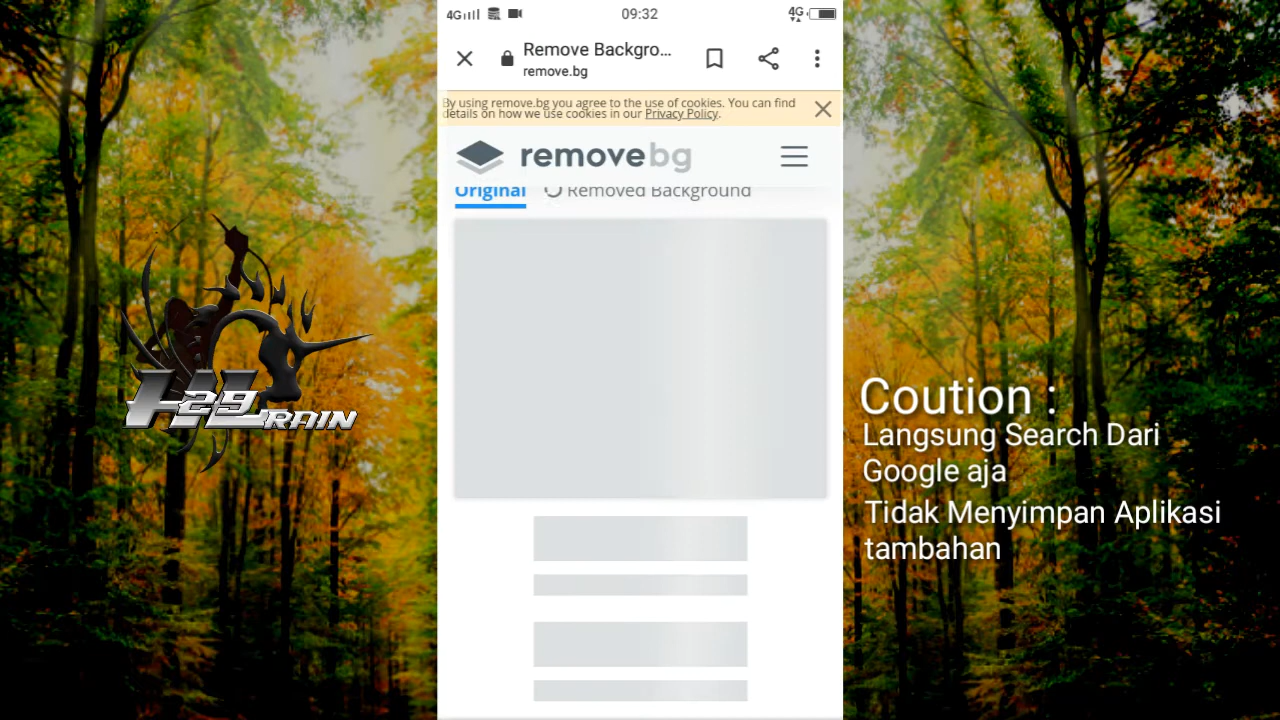 4G 09:32 4G
Remove Backgro...
remove.bg
By using remove.bg you agree to the use of cookies. You can find
details on how we use cookies in our Privacy Policy.
removebg
Original Removed Background
H29L RAIN
Coution :
Langsung Search Dari
Google aja
Tidak Menyimpan Aplikasi
tambahan